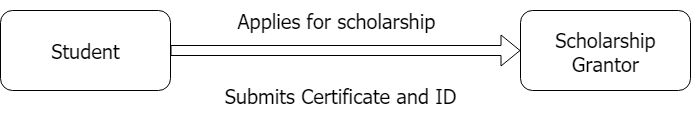 Applies for scholarship
Student
Scholarship
Grantor
Submits Certificate and ID